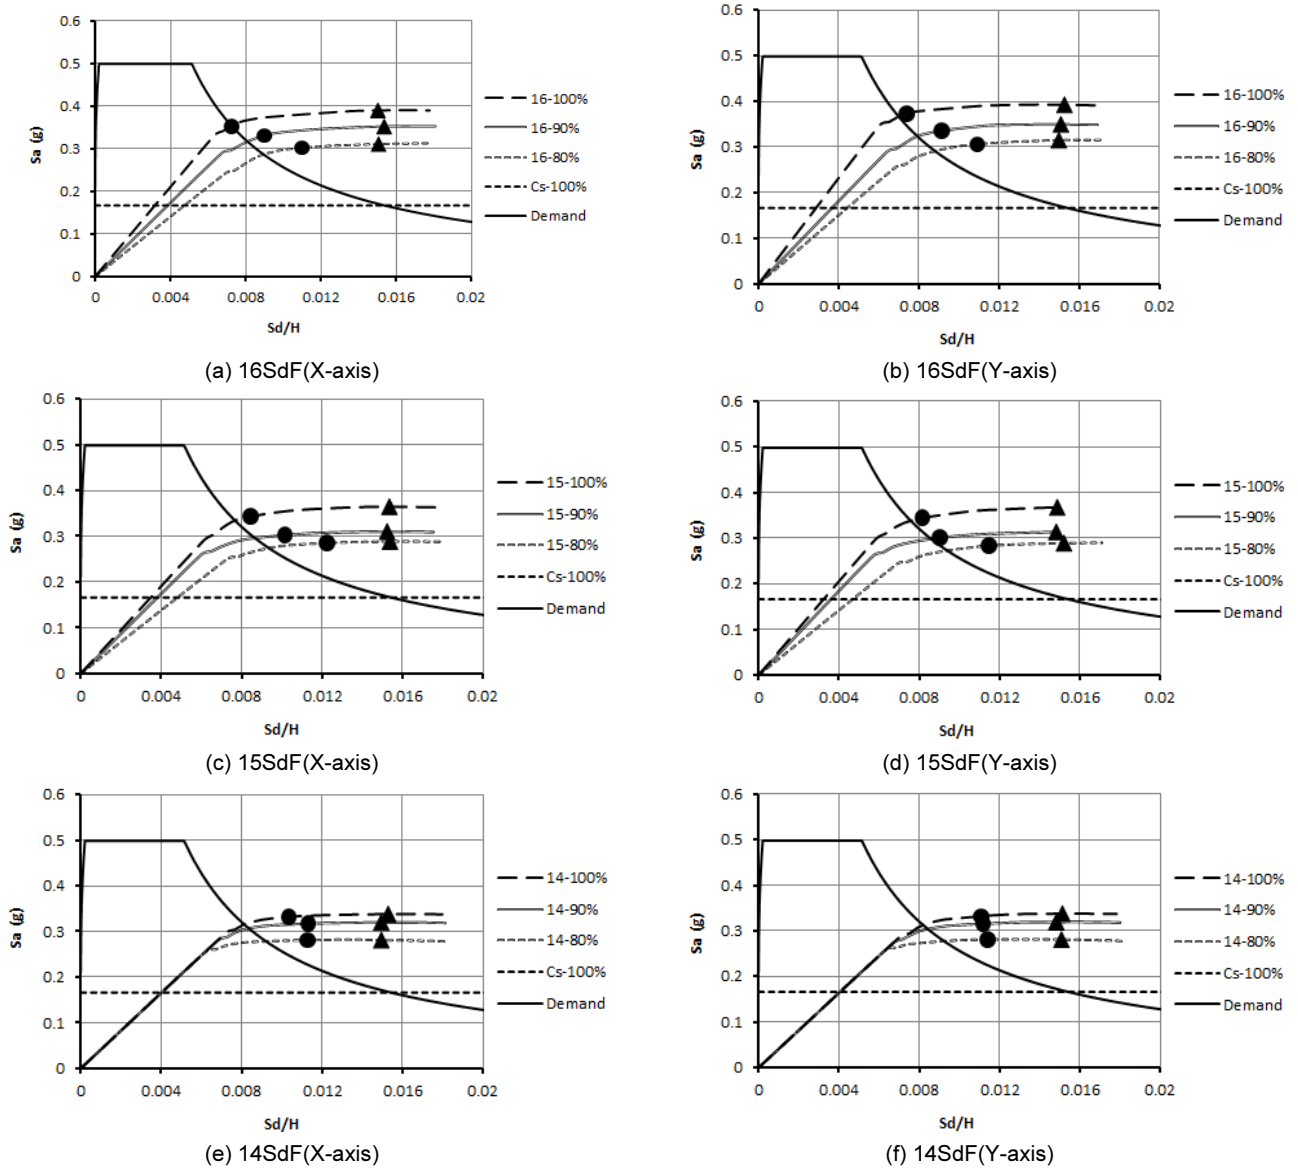 0.6
0.5
0.4
0.3
0.2
0.1
0
Sa (g)
0 0.004 0.008 0.012 0.016 0.02
Sd/H
16-100%
16-90%
16-80%
Cs-100%
Demand
(a) 16SdF(X-axis)
0.6
0.5
0.4
0.3
0.2
0.1
0
Sa (g)
0 0.004 0.008 0.012 0.016 0.02
Sd/H
16-100%
16-90%
16-80%
Cs-100%
Demand
(b) 16SdF(Y-axis)
0.6
0.5
0.4
0.3
0.2
0.1
0
Sa (g)
0 0.004 0.008 0.012 0.016 0.02
Sd/H
15-100%
15-90%
15-80%
Cs-100%
Demand
(c) 15SdF(X-axis)
0.6
0.5
0.4
0.3
0.2
0.1
0
Sa (g)
0 0.004 0.008 0.012 0.016 0.02
Sd/H
15-100%
15-90%
15-80%
Cs-100%
Demand
(d) 15SdF(Y-axis)
0.6
0.5
0.4
0.3
0.2
0.1
0
Sa (g)
0 0.004 0.008 0.012 0.016 0.02
Sd/H
14-100%
14-90%
14-80%
Cs-100%
Demand
(e) 14SdF(X-axis)
0.6
0.5
0.4
0.3
0.2
0.1
0
Sa (g)
0 0.004 0.008 0.012 0.016 0.02
Sd/H
14-100%
14-90%
14-80%
Cs-100%
Demand
(f) 14SdF(Y-axis)